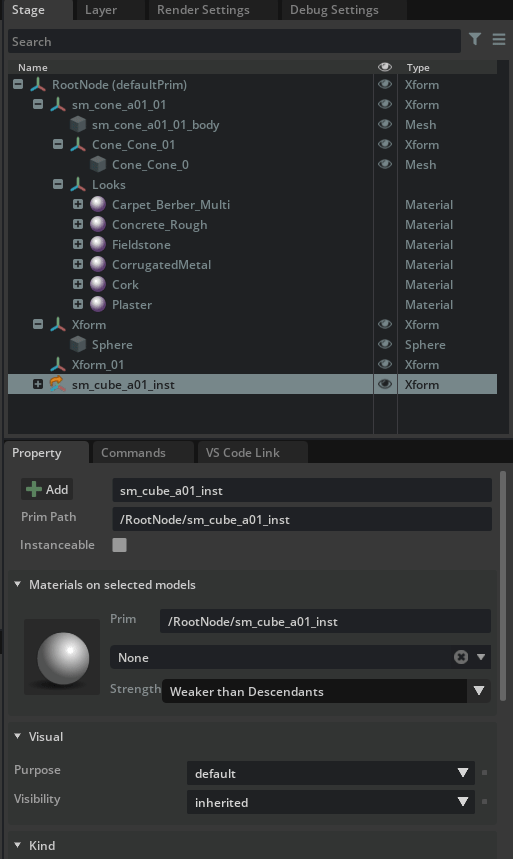 Stage Layer Render Settings Debug Settings
Search
Name Type
RootNode (defaultPrim) Xform
sm_cone_a01_01 Xform
sm_cone_a01_01_body Mesh
Cone_Cone_01 Xform
Cone_Cone_0 Mesh
Looks
Carpet_Berber_Multi Material
Concrete_Rough Material
Fieldstone Material
CorrugatedMetal Material
Cork Material
Plaster Material
Xform Xform
Sphere Sphere
Xform_01 Xform
sm_cube_a01_inst Xform
Property Commands VS Code Link
Add sm_cube_a01_inst
Prim Path /RootNode/sm_cube_a01_inst
Instanceable
Materials on selected models
Prim /RootNode/sm_cube_a01_inst
None
Strength Weaker than Descendants
Visual
Purpose default
Visibility inherited
Kind